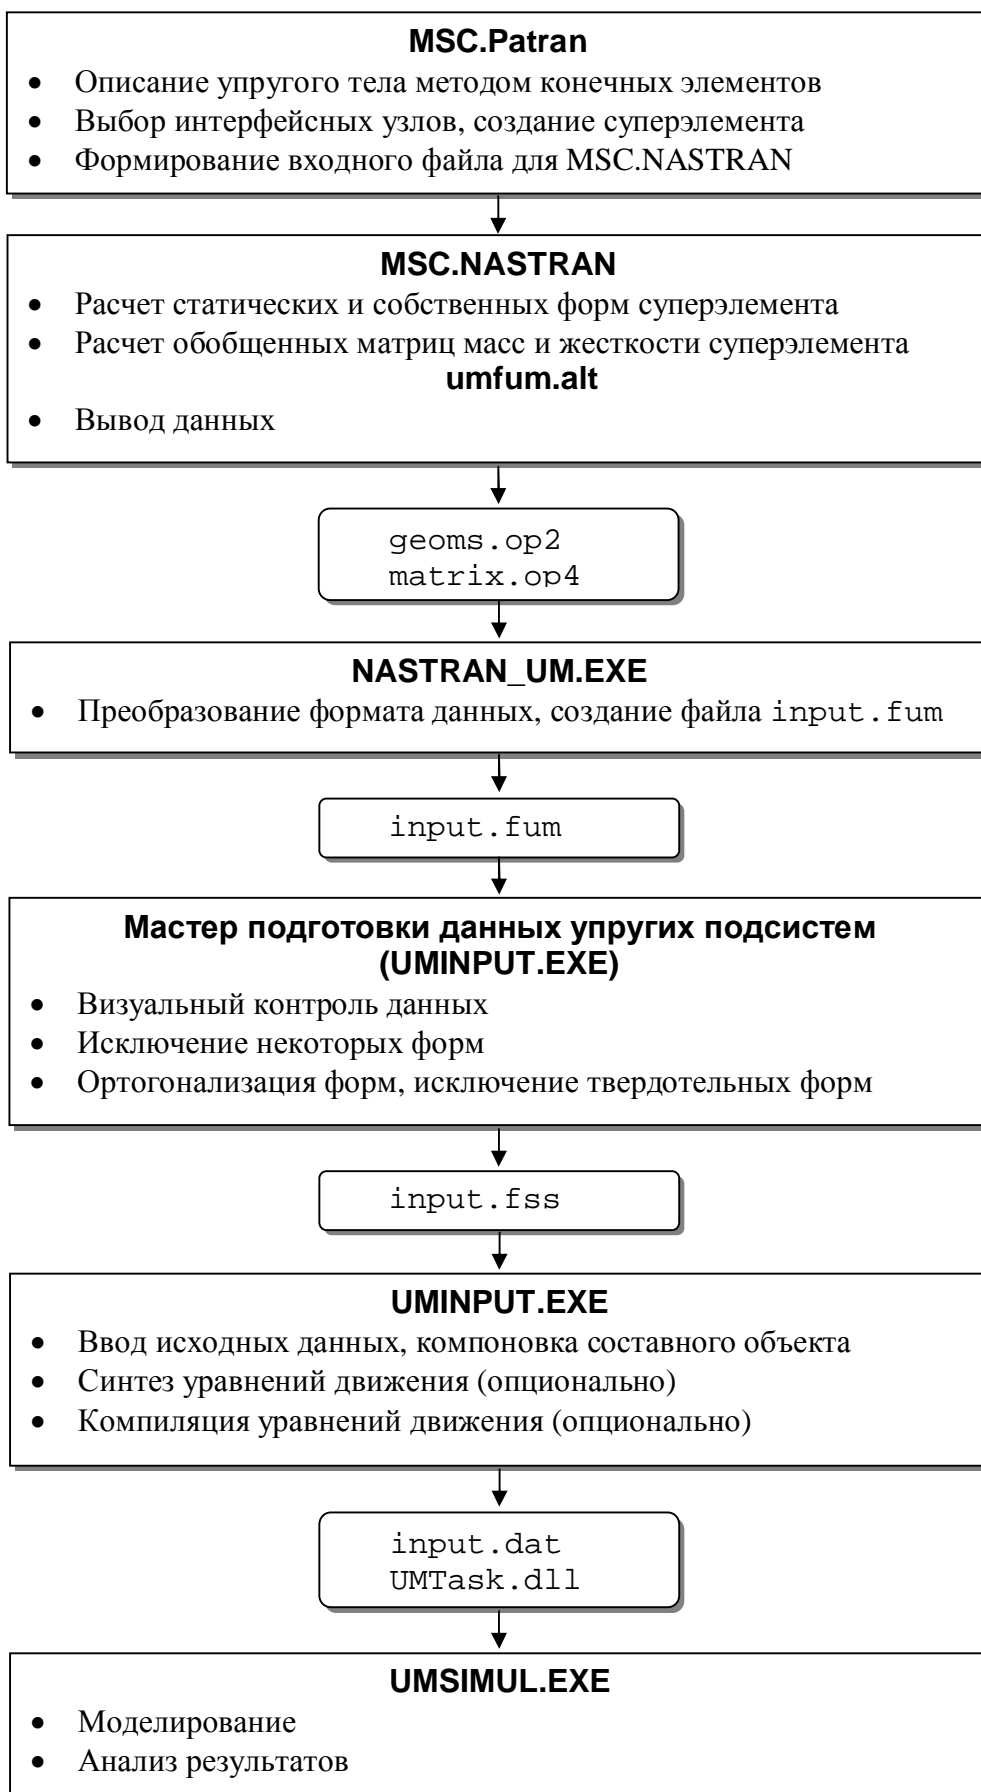 MSC.Patran
• Описание упругого тела методом конечных элементов
• Выбор интерфейсных узлов, создание суперэлемента
• Формирование входного файла для MSC.NASTRAN
MSC.NASTRAN
• Расчет статических и собственных форм суперэлемента
• Расчет обобщенных матриц масс и жесткости суперэлемента
umfum.alt
• Вывод данных
geoms.op2
matrix.op4
NASTRAN_UM.EXE
• Преобразование формата данных, создание файла input.fum
input.fum
Мастер подготовки данных упругих подсистем
(UMINPUT.EXE)
• Визуальный контроль данных
• Исключение некоторых форм
• Ортогонализация форм, исключение твердотельных форм
input.fss
UMINPUT.EXE
• Ввод исходных данных, компоновка составного объекта
• Синтез уравнений движения (опционально)
• Компиляция уравнений движения (опционально)
input.dat
UMTask.dll
UMSIMUL.EXE
• Моделирование
• Анализ результатов